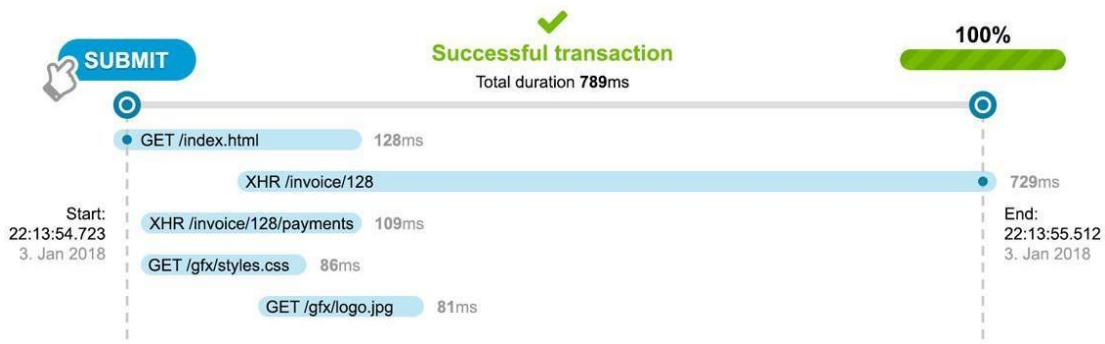 SUBMIT
Successful transaction
Total duration 789ms
100%
GET /index.html 128ms
XHR /invoice/128 729ms
Start:
22:13:54.723
3. Jan 2018
XHR /invoice/128/payments 109ms
End:
22:13:55.512
3. Jan 2018
GET /gfx/styles.css 86ms
GET /gfx/logo.jpg 81ms